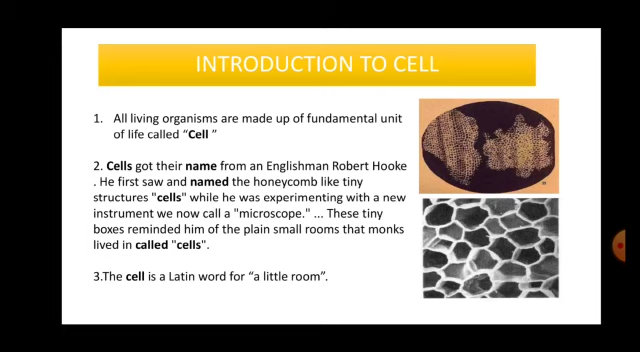 INTRODUCTION TO CELL
1. All living organisms are made up of fundamental unit
of life called “Cell ”
2. Cells got their name from an Englishman Robert Hooke
. He first saw and named the honeycomb like tiny
structures "cells" while he was experimenting with a new
instrument we now call a "microscope." ... These tiny
boxes reminded him of the plain small rooms that monks
lived in called "cells".
3.The cell is a Latin word for “a little room”.